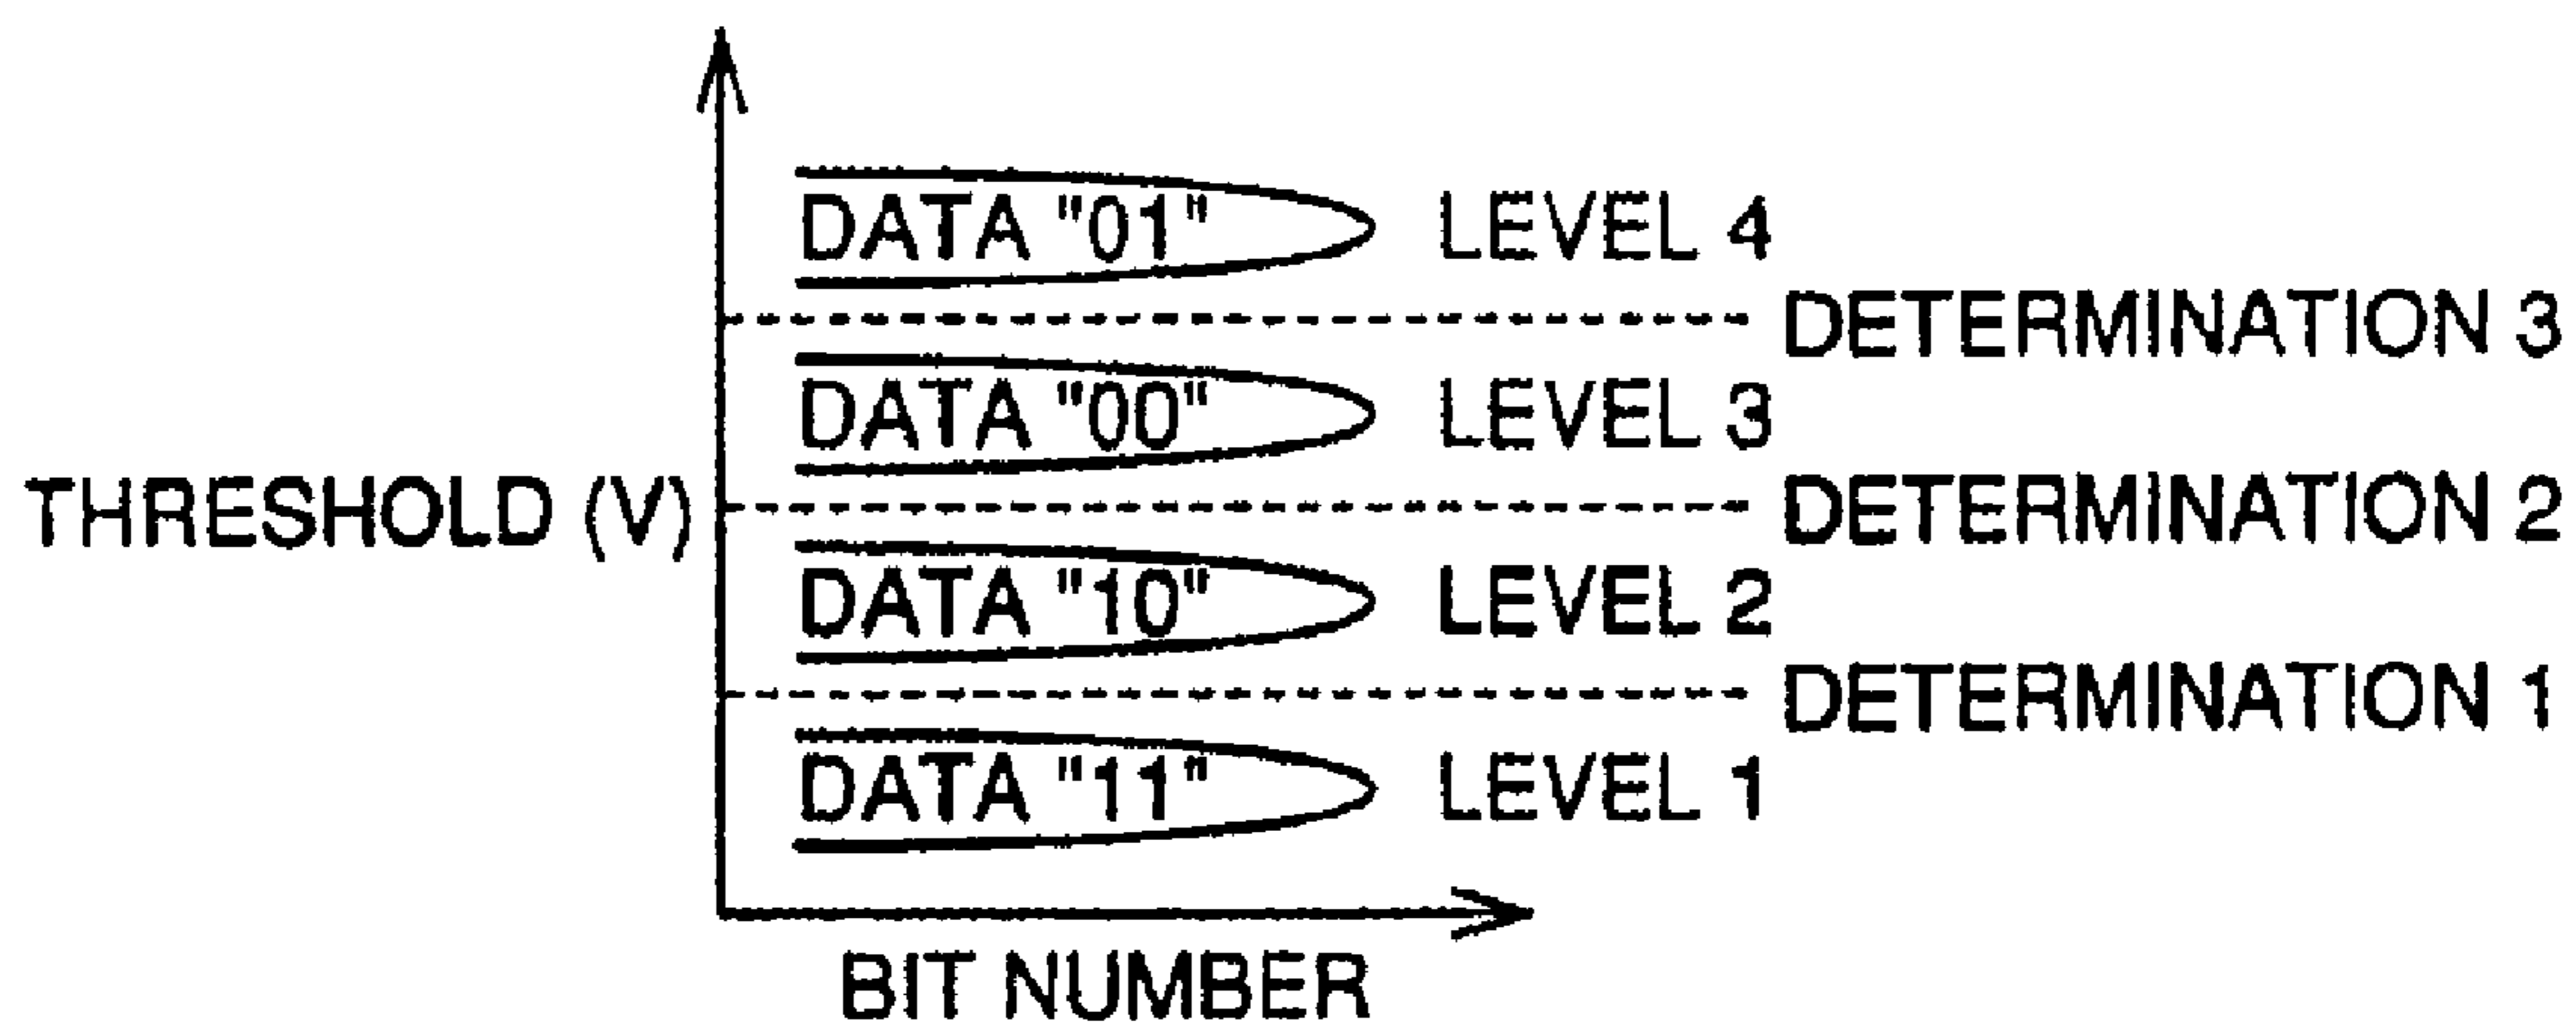 DATA "01" LEVEL 4
DETERMINATION 3
DATA "00" LEVEL 3
THRESHOLD (V) DETERMINATION 2
DATA "10" LEVEL 2
DETERMINATION 1
DATA "11" LEVEL 1
BIT NUMBER